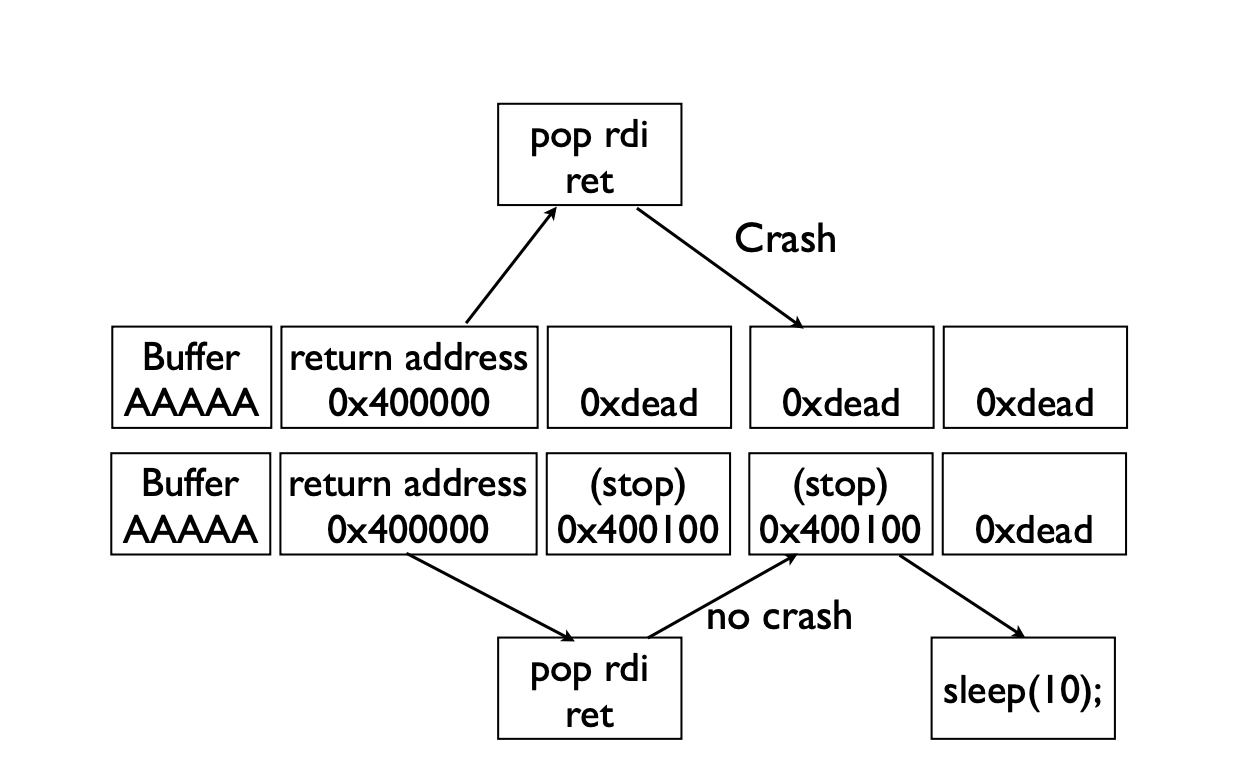 pop rdi
ret
Crash
Buffer
AAAAA
return address
0x400000
0xdead
0xdead
0xdead
Buffer
AAAAA
return address
0x400000
(stop)
0x400100
(stop)
0x400100
0xdead
no crash
pop rdi
ret
sleep(10);